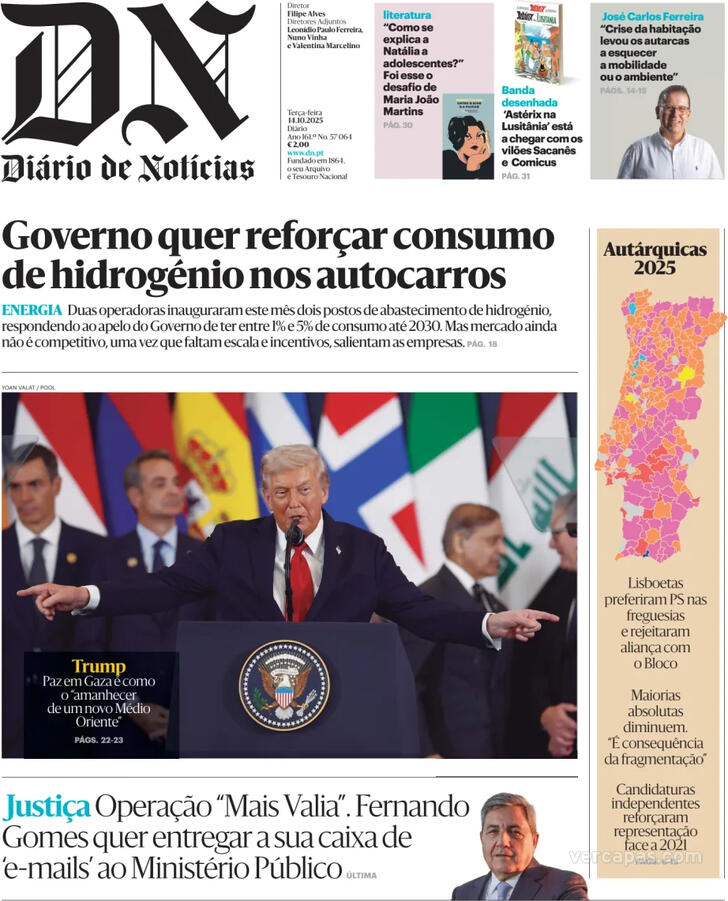 DN
Diário de Notícias
Diretor
Filipe Alves
Diretores Adjuntos
Leonídio Paulo Ferreira,
Nuno Vinha
e Valentina Marcelino
Terça-feira
14.10.2025
Diário
Ano 161.º No. 57 064
€ 2,00
www.dn.pt
Fundado em 1864,
o seu Arquivo
é Tesouro Nacional
literatura
“Como se
explica a
Natália a
adolescentes?”
Foi esse o
desafio de
Maria João
Martins
PÁG. 30
Astérix
LUSITÂNIA
Banda
desenhada
‘Astérix na
Lusitânia’ está
a chegar com os
vilões Sacanês
e Comicus
PÁG. 31
José Carlos Ferreira
“Crise da habitação
levou os autarcas
a esquecer
a mobilidade
ou o ambiente”
PÁGS. 14-15
Governo quer reforçar consumo
de hidrogénio nos autocarros
ENERGIA Duas operadoras inauguraram este mês dois postos de abastecimento de hidrogénio,
respondendo ao apelo do Governo de ter entre 1% e 5% de consumo até 2030. Mas mercado ainda
não é competitivo, uma vez que faltam escala e incentivos, salientam as empresas. PÁG. 18
YOAN VALAT / POOL
Trump
Paz em Gaza é como
o “amanhecer
de um novo Médio
Oriente”
PÁGS. 22-23
Autárquicas
2025
Lisboetas
preferiram PS nas
freguesias
e rejeitaram
aliança com
o Bloco
Maiorias
absolutas
diminuem.
“É consequência
da fragmentação”
Candidaturas
independentes
reforçaram
representação
face a 2021
Justiça Operação “Mais Valia”. Fernando
Gomes quer entregar a sua caixa de
‘e-mails’ ao Ministério Público ÚLTIMA
vercapas.com